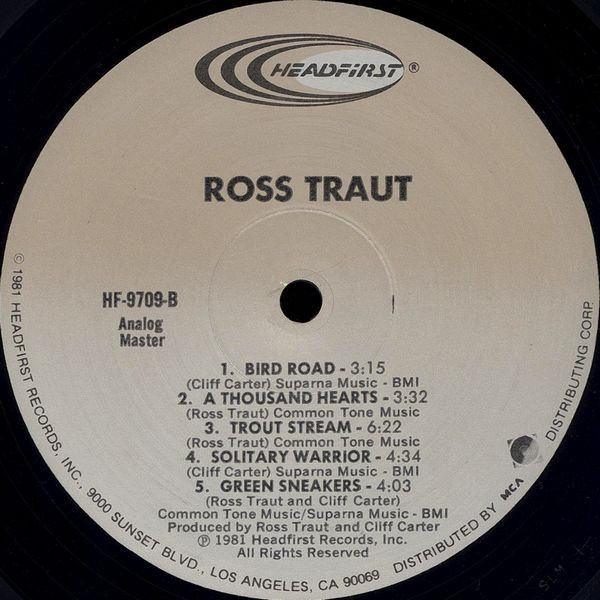 HEADFIRST®
ROSS TRAUT
HF-9709-B
Analog
Master
1. BIRD ROAD - 3:15
(Cliff Carter) Suparna Music - BMI
2. A THOUSAND HEARTS - 3:32
(Ross Traut) Common Tone Music
3. TROUT STREAM - 6:22
(Ross Traut) Common Tone Music
4. SOLITARY WARRIOR - 4:34
(Cliff Carter) Suparna Music - BMI
5. GREEN SNEAKERS - 4:03
(Ross Traut and Cliff Carter)
Common Tone Music/Suparna Music - BMI
Produced by Ross Traut and Cliff Carter
℗ 1981 Headfirst Records, Inc.
All Rights Reserved
© 1981 HEADFIRST RECORDS, INC., 9000 SUNSET BLVD., LOS ANGELES, CA 90069 DISTRIBUTED BY MCA DISTRIBUTING CORP.
SLM